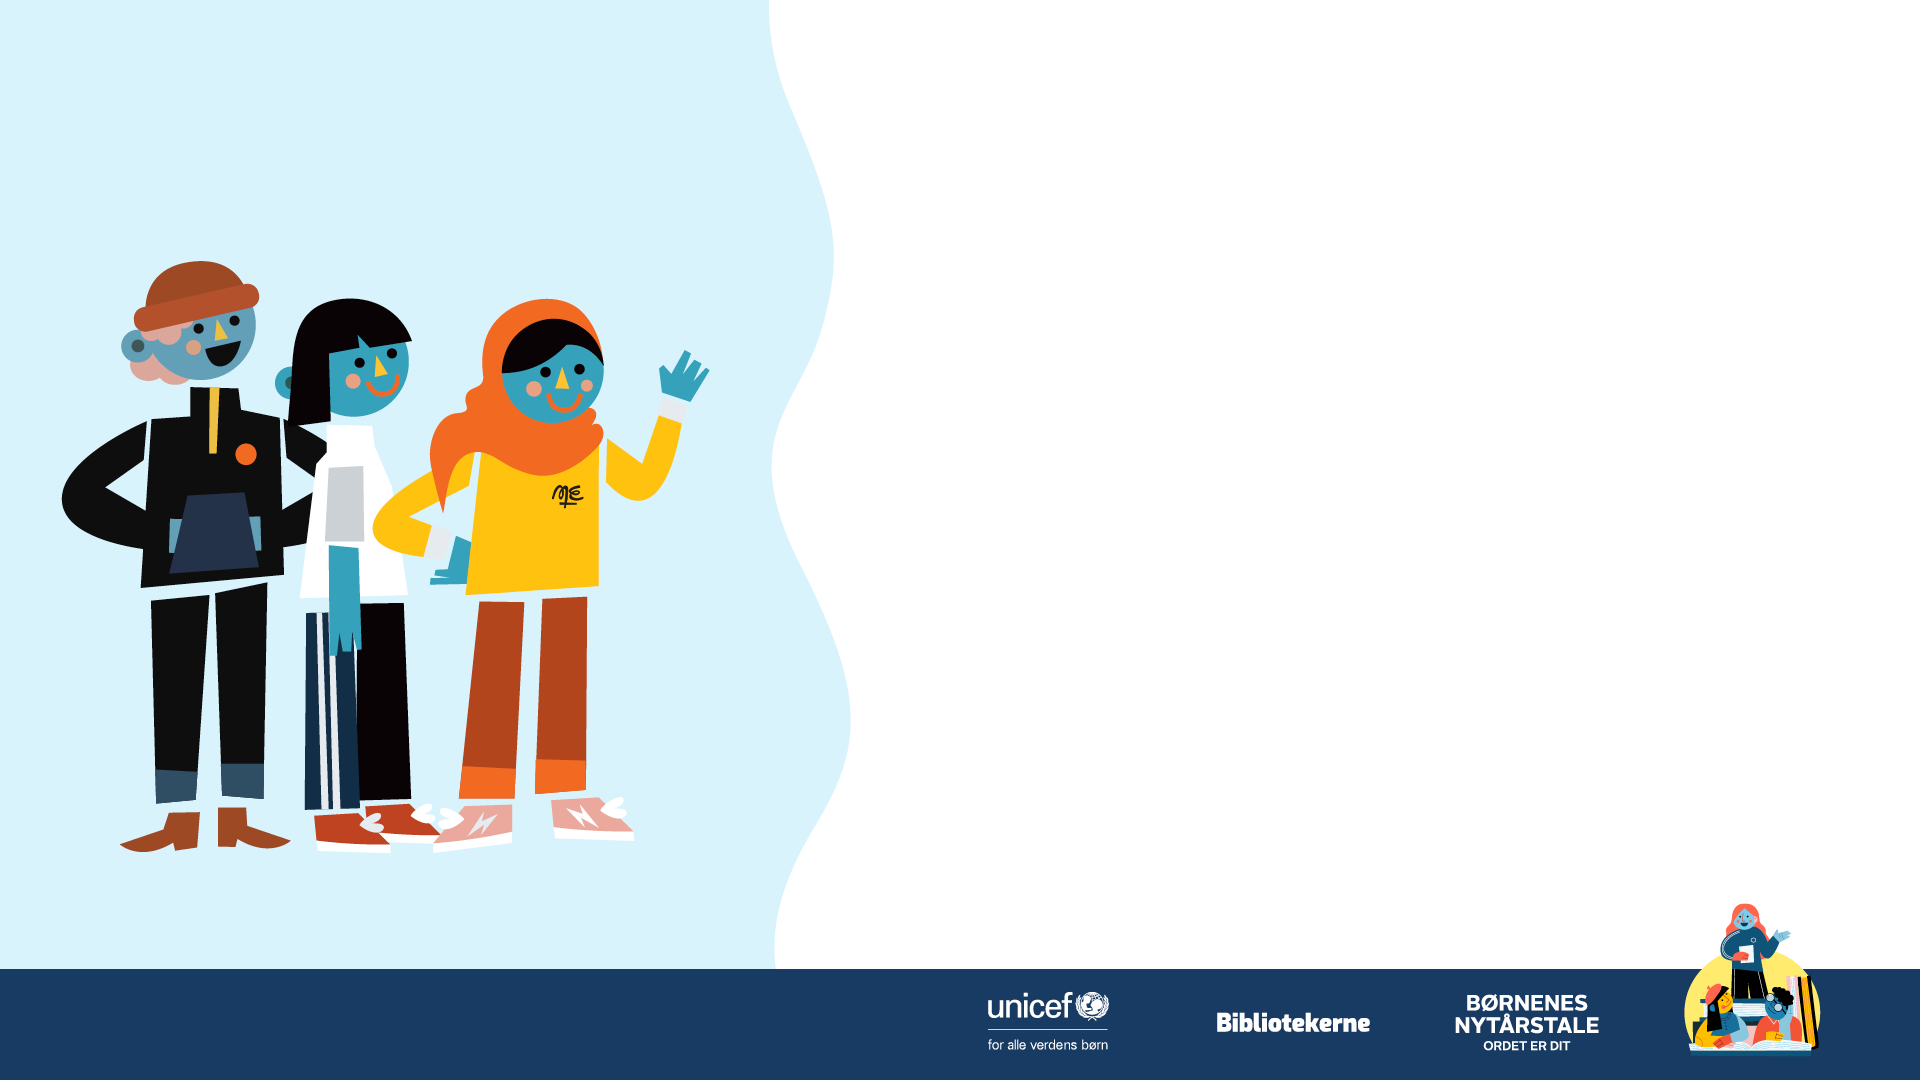 unicef
for alle verdens børn
Bibliotekerne
BØRNENES
NYTÅRSTALE
ORDET ER DIT